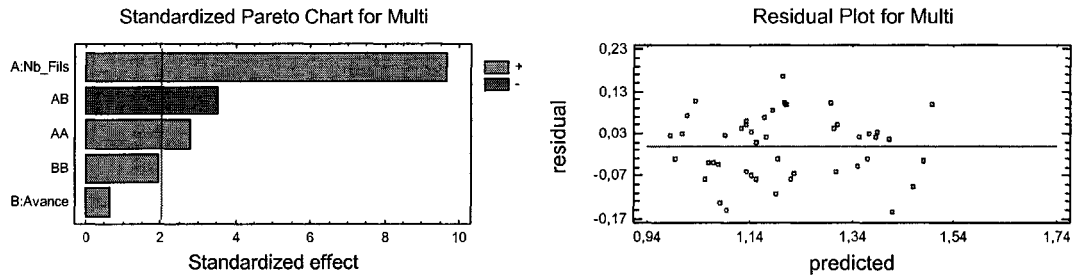 Standardized Pareto Chart for Multi
A:Nb_Fils
AB
AA
BB
B:Avance
+
-
0 2 4 6 8 10
Standardized effect
Residual Plot for Multi
residual
0,23
0,13
0,03
-0,07
-0,17
0,94 1,14 1,34 1,54 1,74
predicted